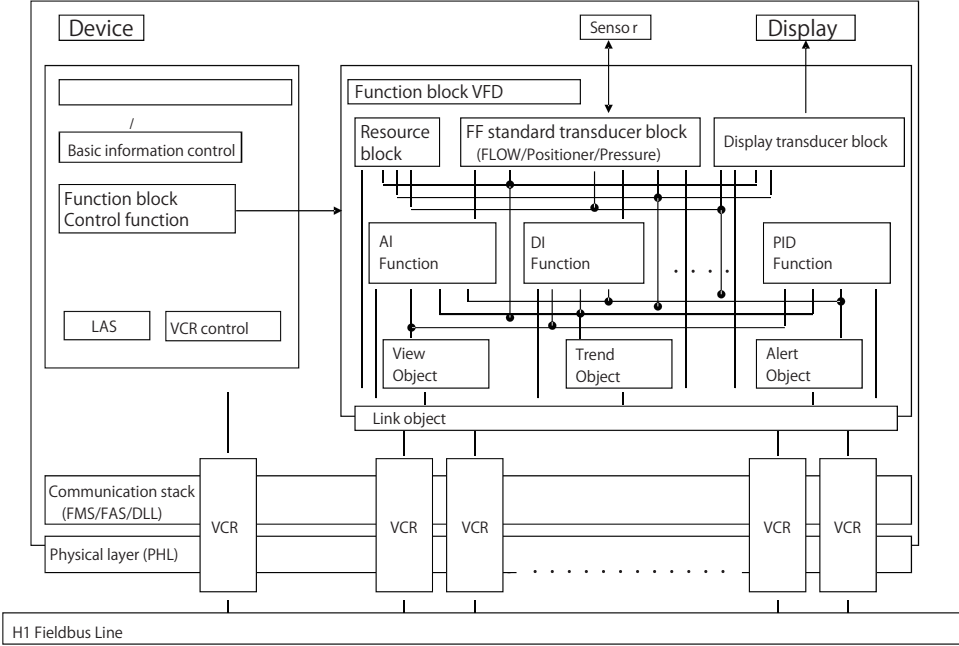 Device
Senso r
Display
Function block VFD
/
Basic information control
Resource
block
FF standard transducer block
(FLOW/Positioner/Pressure)
Display transducer block
Function block
Control function
AI
Function
DI
Function
. . . . .
PID
Function
LAS
VCR control
View
Object
Trend
Object
Alert
Object
Link object
Communication stack
(FMS/FAS/DLL)
VCR
VCR
VCR
VCR
VCR
Physical layer (PHL)
. . . . . . . . . . . . .
H1 Fieldbus Line